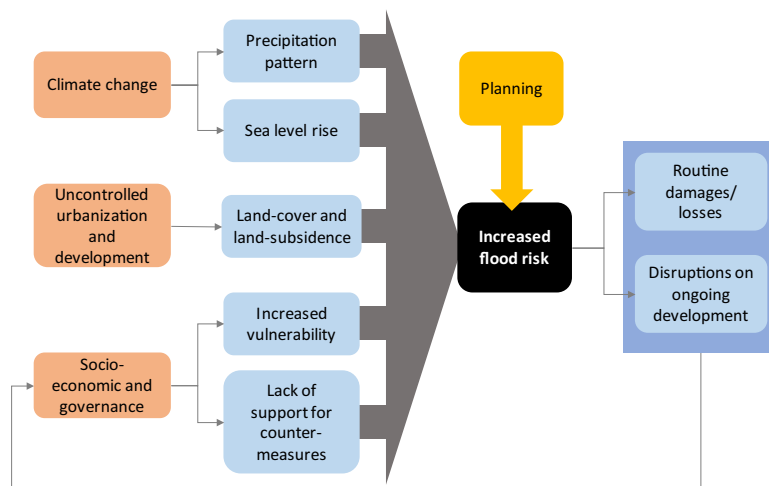 Climate change
Precipitation
pattern
Sea level rise
Uncontrolled
urbanization
and
development
Land-cover and
land-subsidence
Socio-
economic and
governance
Increased
vulnerability
Lack of
support for
counter-
measures
Planning
Increased
flood risk
Routine
damages/
losses
Disruptions on
ongoing
development